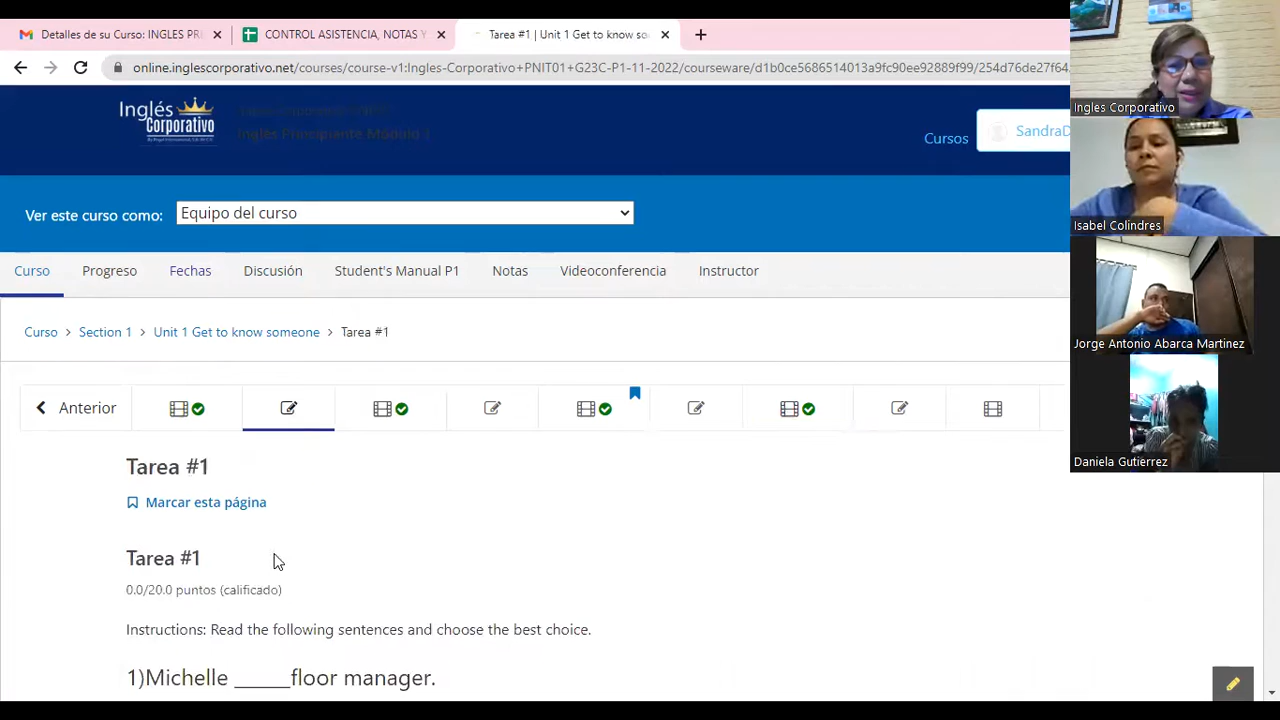 Detalles de su Curso: INGLES PRI
CONTROL ASISTENCIA, NOTAS Y
Tarea #1 | Unit 1 Get to know so
online.inglescorporativo.net/courses/course-v1:Ingles-Corporativo+PNIT01+G23C-P1-11-2022/courseware/d1b0ce5686514013a9fc90ee92889f99/254d76de27f64
Inglés
Corporativo
Inglés Principiante Módulo 1
Cursos
SandraD
Ver este curso como:
Equipo del curso
Curso
Progreso
Fechas
Discusión
Student's Manual P1
Notas
Videoconferencia
Instructor
Curso > Section 1 > Unit 1 Get to know someone > Tarea #1
Anterior
Tarea #1
Marcar esta página
Tarea #1
0.0/20.0 puntos (calificado)
Instructions: Read the following sentences and choose the best choice.
1)Michelle ______floor manager.
Ingles Corporativo
Isabel Colindres
Jorge Antonio Abarca Martinez
Daniela Gutierrez